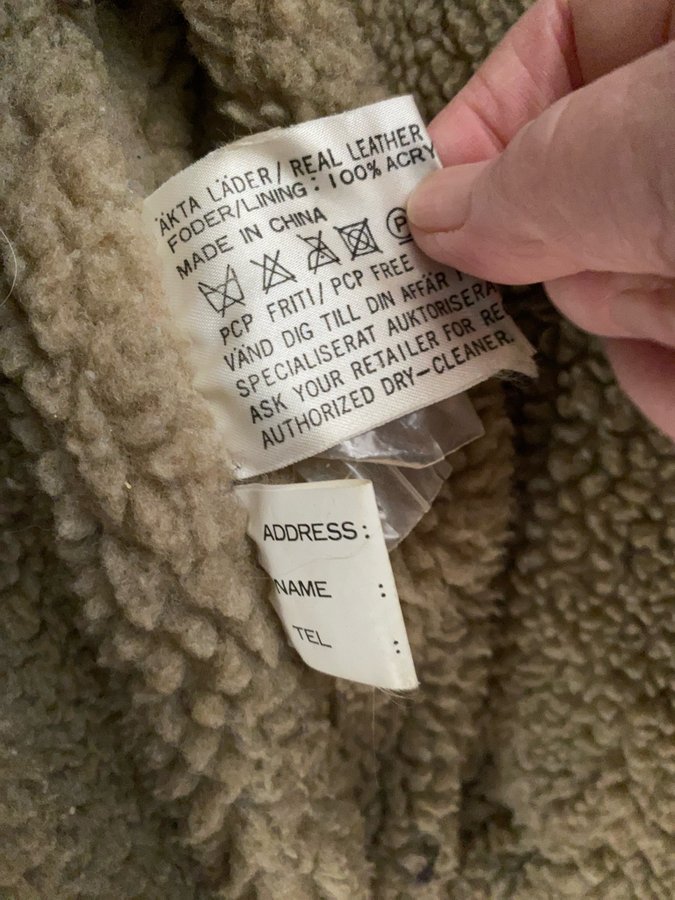 ÄKTA LÄDER/ REAL LEATHER
FODER/LINING: 100% ACRY
MADE IN CHINA
P
PCP FRITI/ PCP FREE
VÄND DIG TILL DIN AFFÄR
SPECIALISERAT AUKTORISERA
ASK YOUR RETAILER FOR RE
AUTHORIZED DRY-CLEANER.
ADDRESS:
NAME :
TEL :